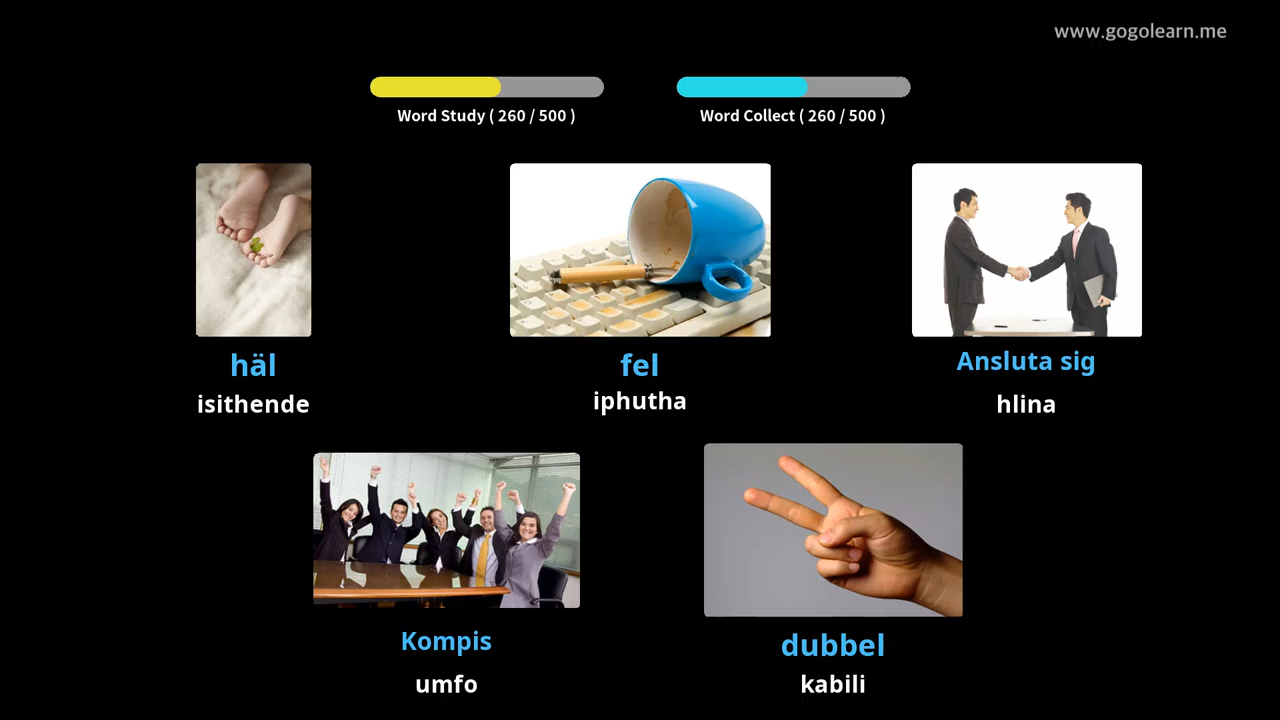 www.gogolearn.me
Word Study ( 260 / 500 )
Word Collect ( 260 / 500 )
häl
isithende
fel
iphutha
Ansluta sig
hlina
Kompis
umfo
dubbel
kabili